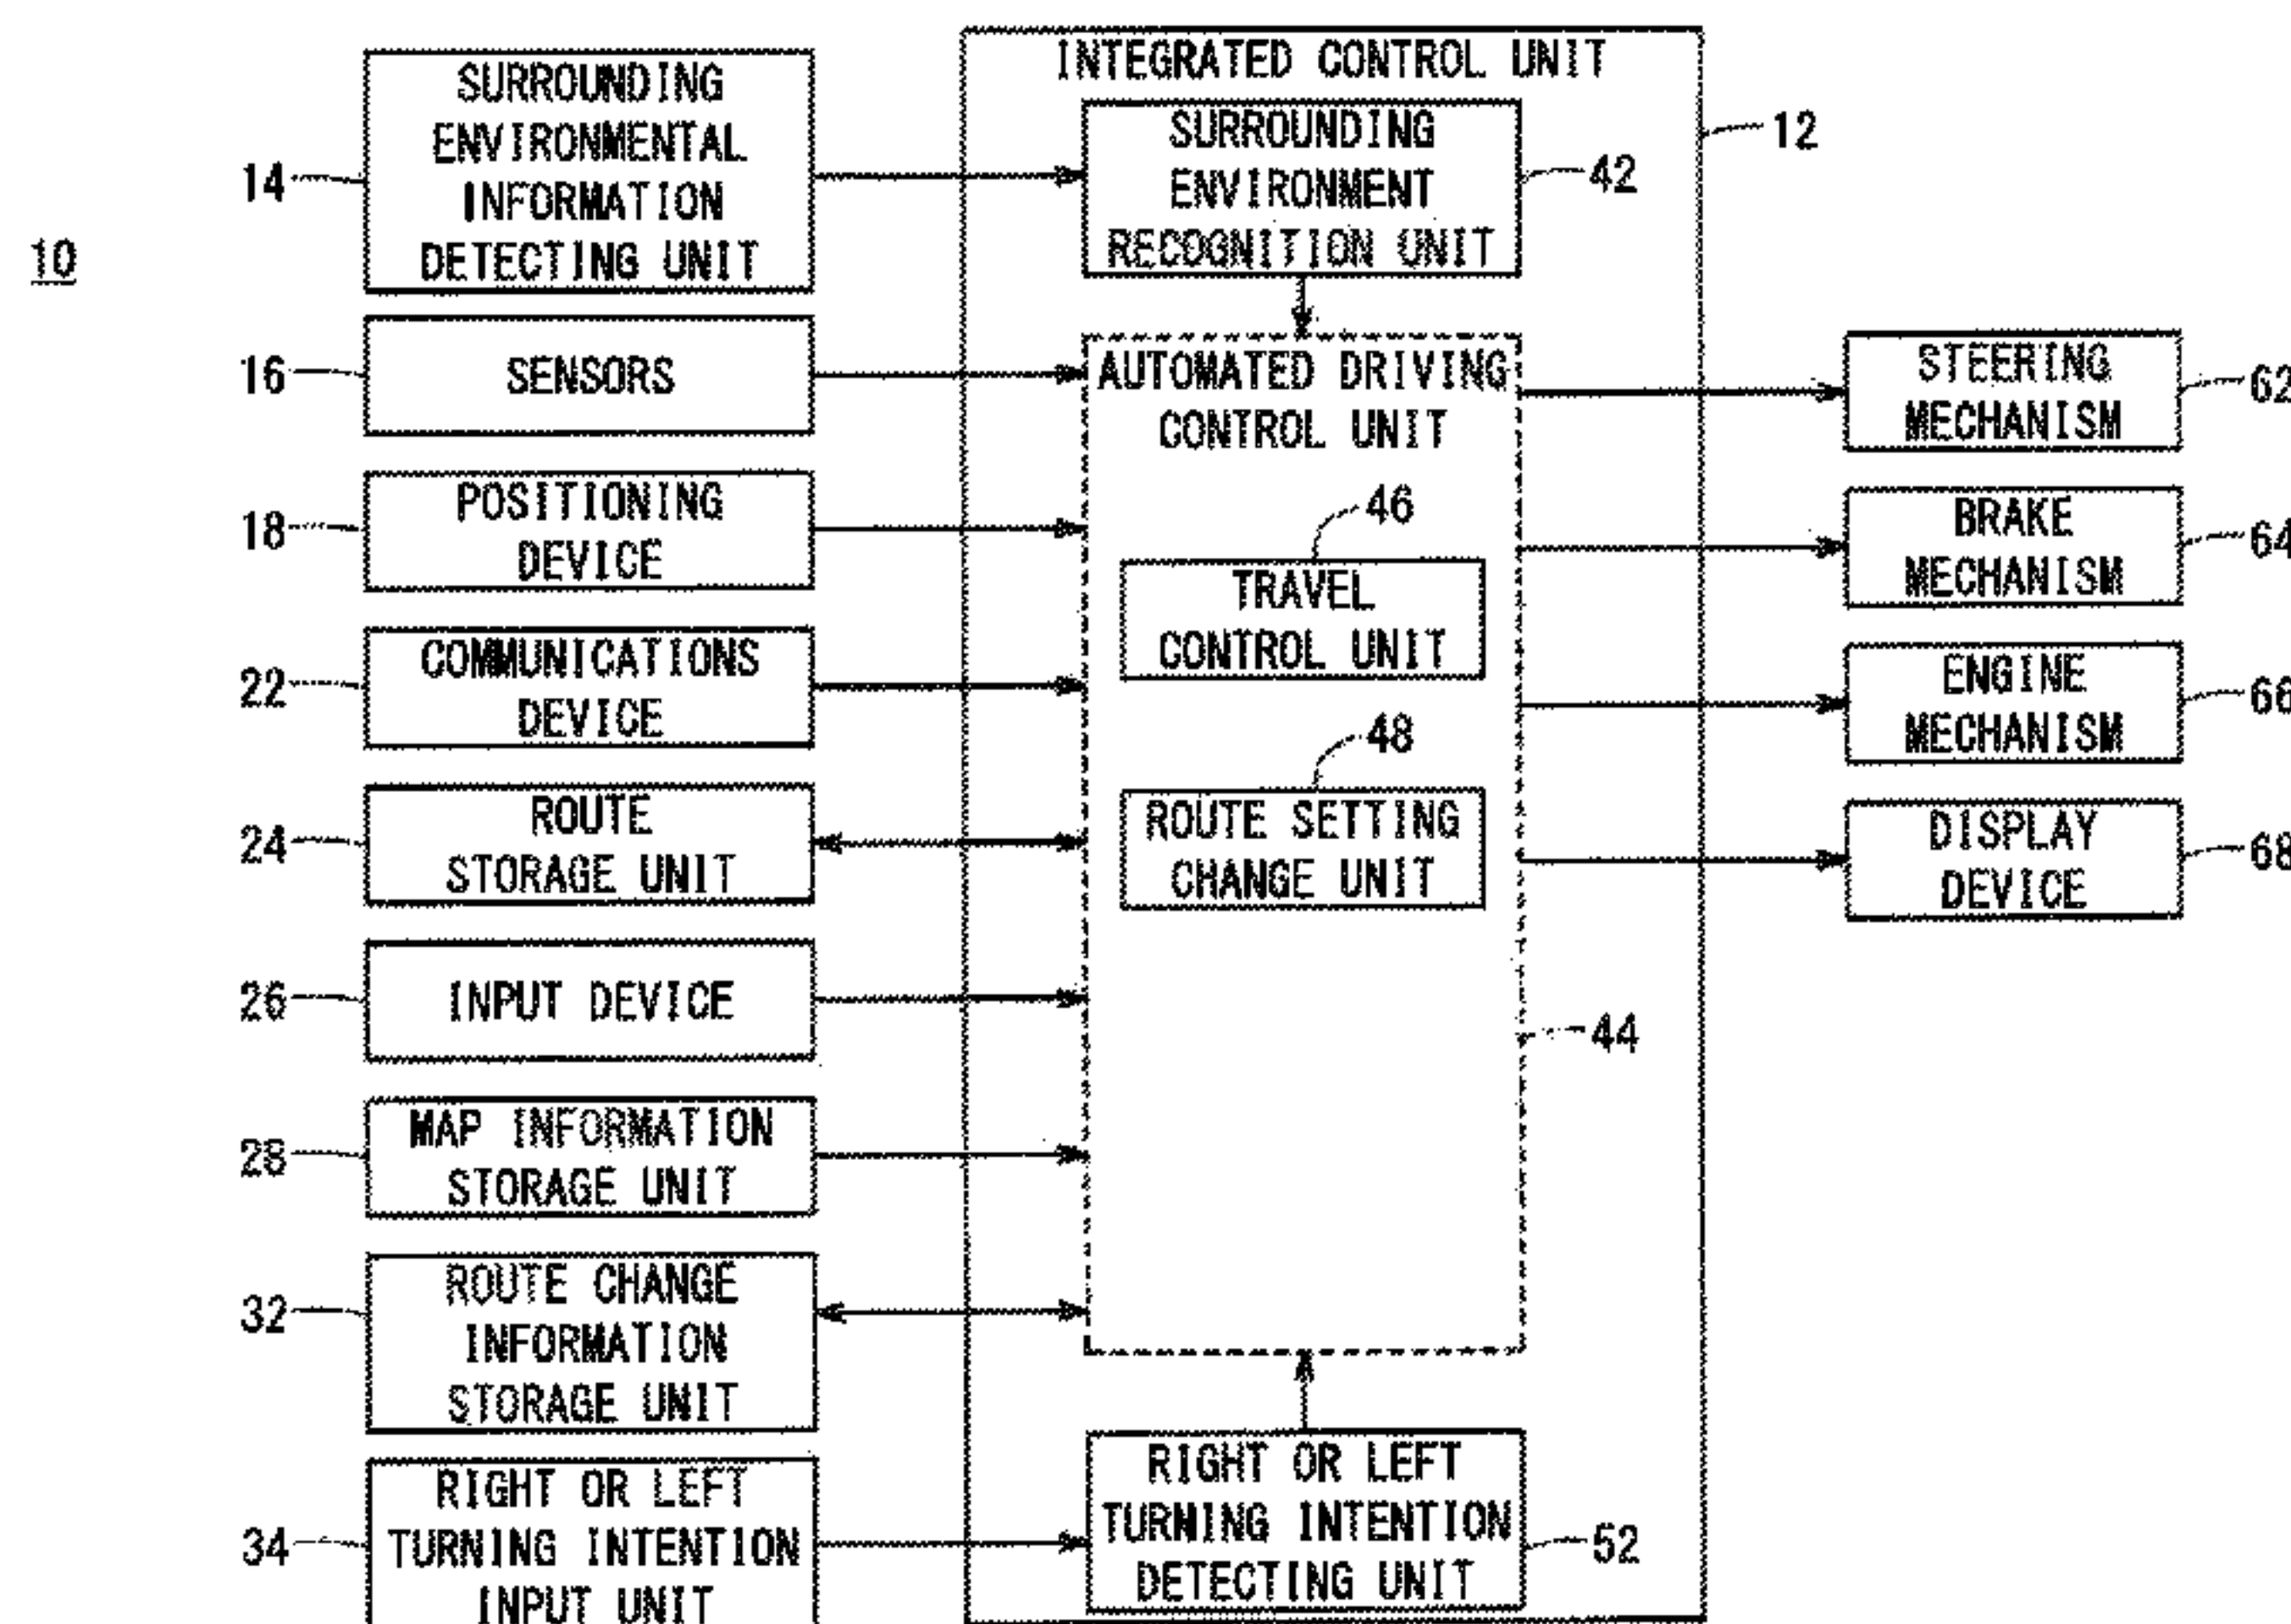 10
14
SURROUNDING
ENVIRONMENTAL
INFORMATION
DETECTING UNIT
16
SENSORS
18
POSITIONING
DEVICE
22
COMMUNICATIONS
DEVICE
24
ROUTE
STORAGE UNIT
26
INPUT DEVICE
28
MAP INFORMATION
STORAGE UNIT
32
ROUTE CHANGE
INFORMATION
STORAGE UNIT
34
RIGHT OR LEFT
TURNING INTENTION
INPUT UNIT
INTEGRATED CONTROL UNIT
12
SURROUNDING
ENVIRONMENT
RECOGNITION UNIT
42
AUTOMATED DRIVING
CONTROL UNIT
46
TRAVEL
CONTROL UNIT
48
ROUTE SETTING
CHANGE UNIT
44
RIGHT OR LEFT
TURNING INTENTION
DETECTING UNIT
52
STEERING
MECHANISM
62
BRAKE
MECHANISM
64
ENGINE
MECHANISM
66
DISPLAY
DEVICE
68